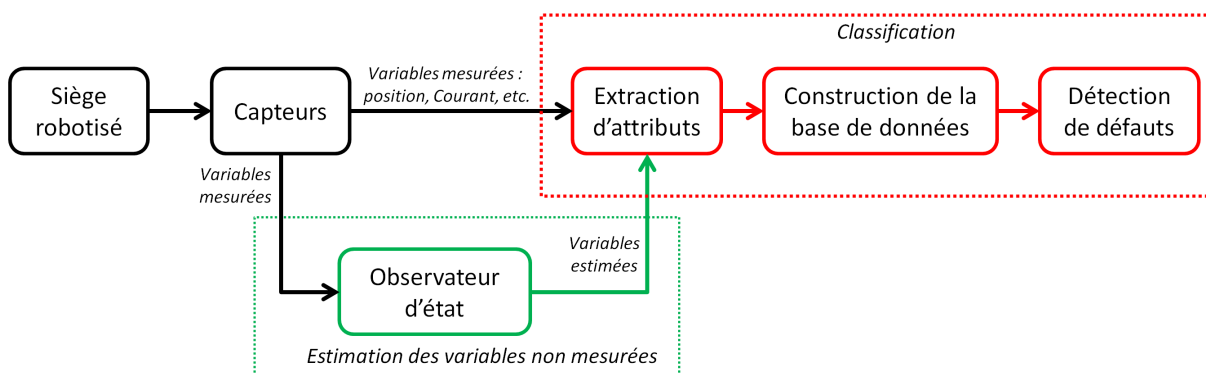 Classification
Siège
robotisé
Capteurs
Variables mesurées :
position, Courant, etc.
Extraction
d'attributs
Construction de la
base de données
Détection
de défauts
Variables
mesurées
Observateur
d'état
Variables
estimées
Estimation des variables non mesurées